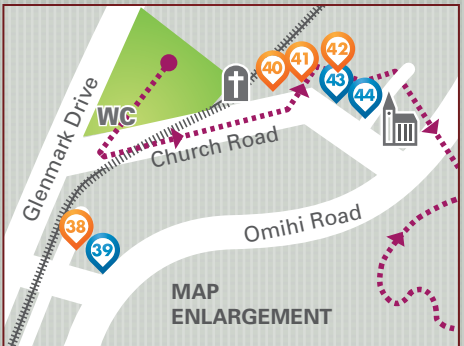 42
41
40
43
44
WC
Glenmark Drive
Church Road
38
39
Omihi Road
MAP
ENLARGEMENT